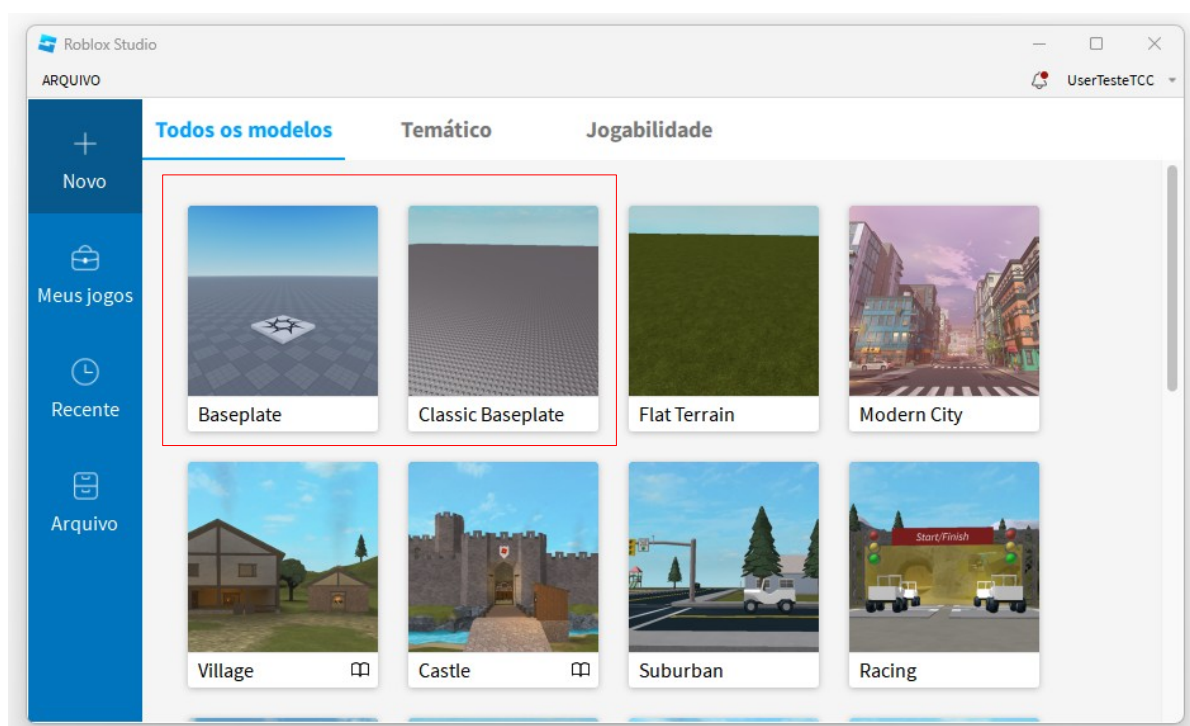 Roblox Studio
ARQUIVO
UserTesteTCC
Novo
Meus jogos
Recente
Arquivo
Todos os modelos Temático Jogabilidade
Baseplate Classic Baseplate Flat Terrain Modern City
Start/Finish
Village Castle Suburban Racing